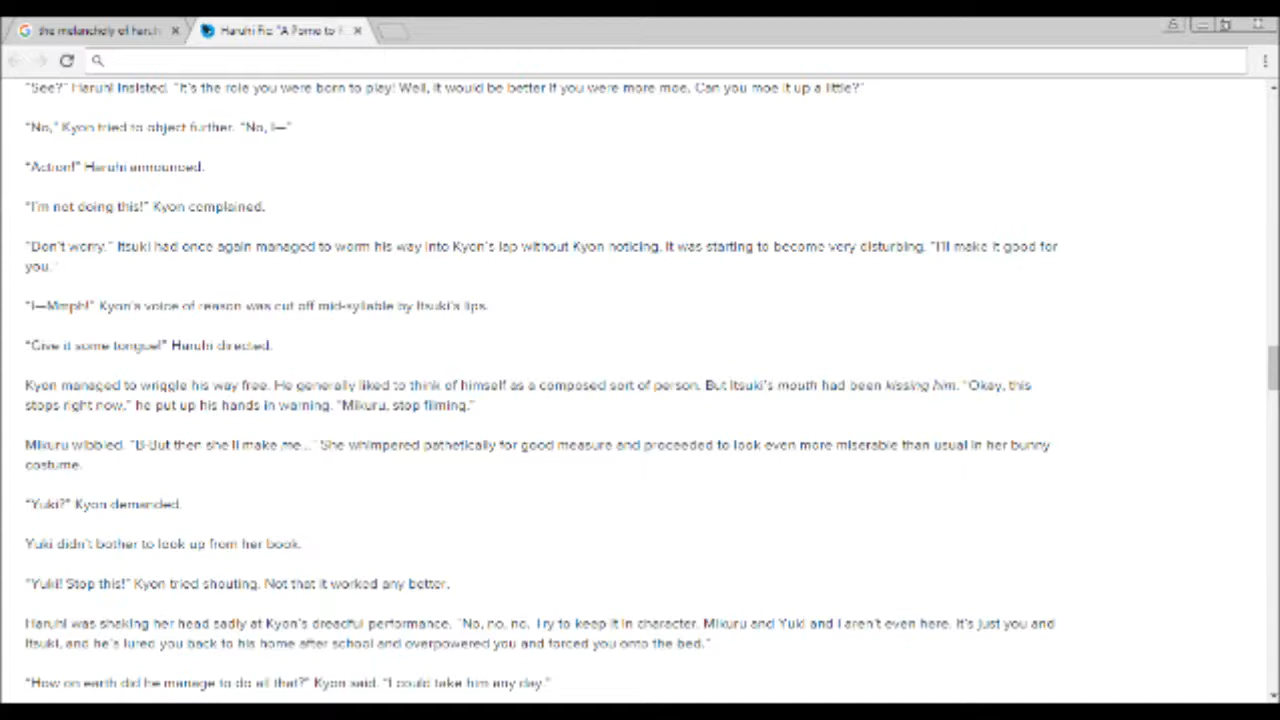 the melancholy of haruh
Haruhi Fic: "A Porno to
"See?" Haruhi insisted. "It's the role you were born to play! Well, it would be better if you were more moe. Can you moe it up a little?"
"No," Kyon tried to object further. "No, I—"
"Action!" Haruhi announced.
"I'm not doing this!" Kyon complained.
"Don't worry." Itsuki had once again managed to worm his way into Kyon's lap without Kyon noticing. It was starting to become very disturbing. "I'll make it good for
you."
"I—Mmph!" Kyon's voice of reason was cut off mid-syllable by Itsuki's lips.
"Give it some tongue!" Haruhi directed.
Kyon managed to wriggle his way free. He generally liked to think of himself as a composed sort of person. But Itsuki's mouth had been kissing him. "Okay, this
stops right now," he put up his hands in warning. "Mikuru, stop filming."
Mikuru wibbled. "B-But then she'll make me..." She whimpered pathetically for good measure and proceeded to look even more miserable than usual in her bunny
costume.
"Yuki?" Kyon demanded.
Yuki didn't bother to look up from her book.
"Yuki! Stop this!" Kyon tried shouting. Not that it worked any better.
Haruhi was shaking her head sadly at Kyon's dreadful performance. "No, no, no. Try to keep it in character. Mikuru and Yuki and I aren't even here. It's just you and
Itsuki, and he's lured you back to his home after school and overpowered you and forced you onto the bed."
"How on earth did he manage to do all that?" Kyon said. "I could take him any day."